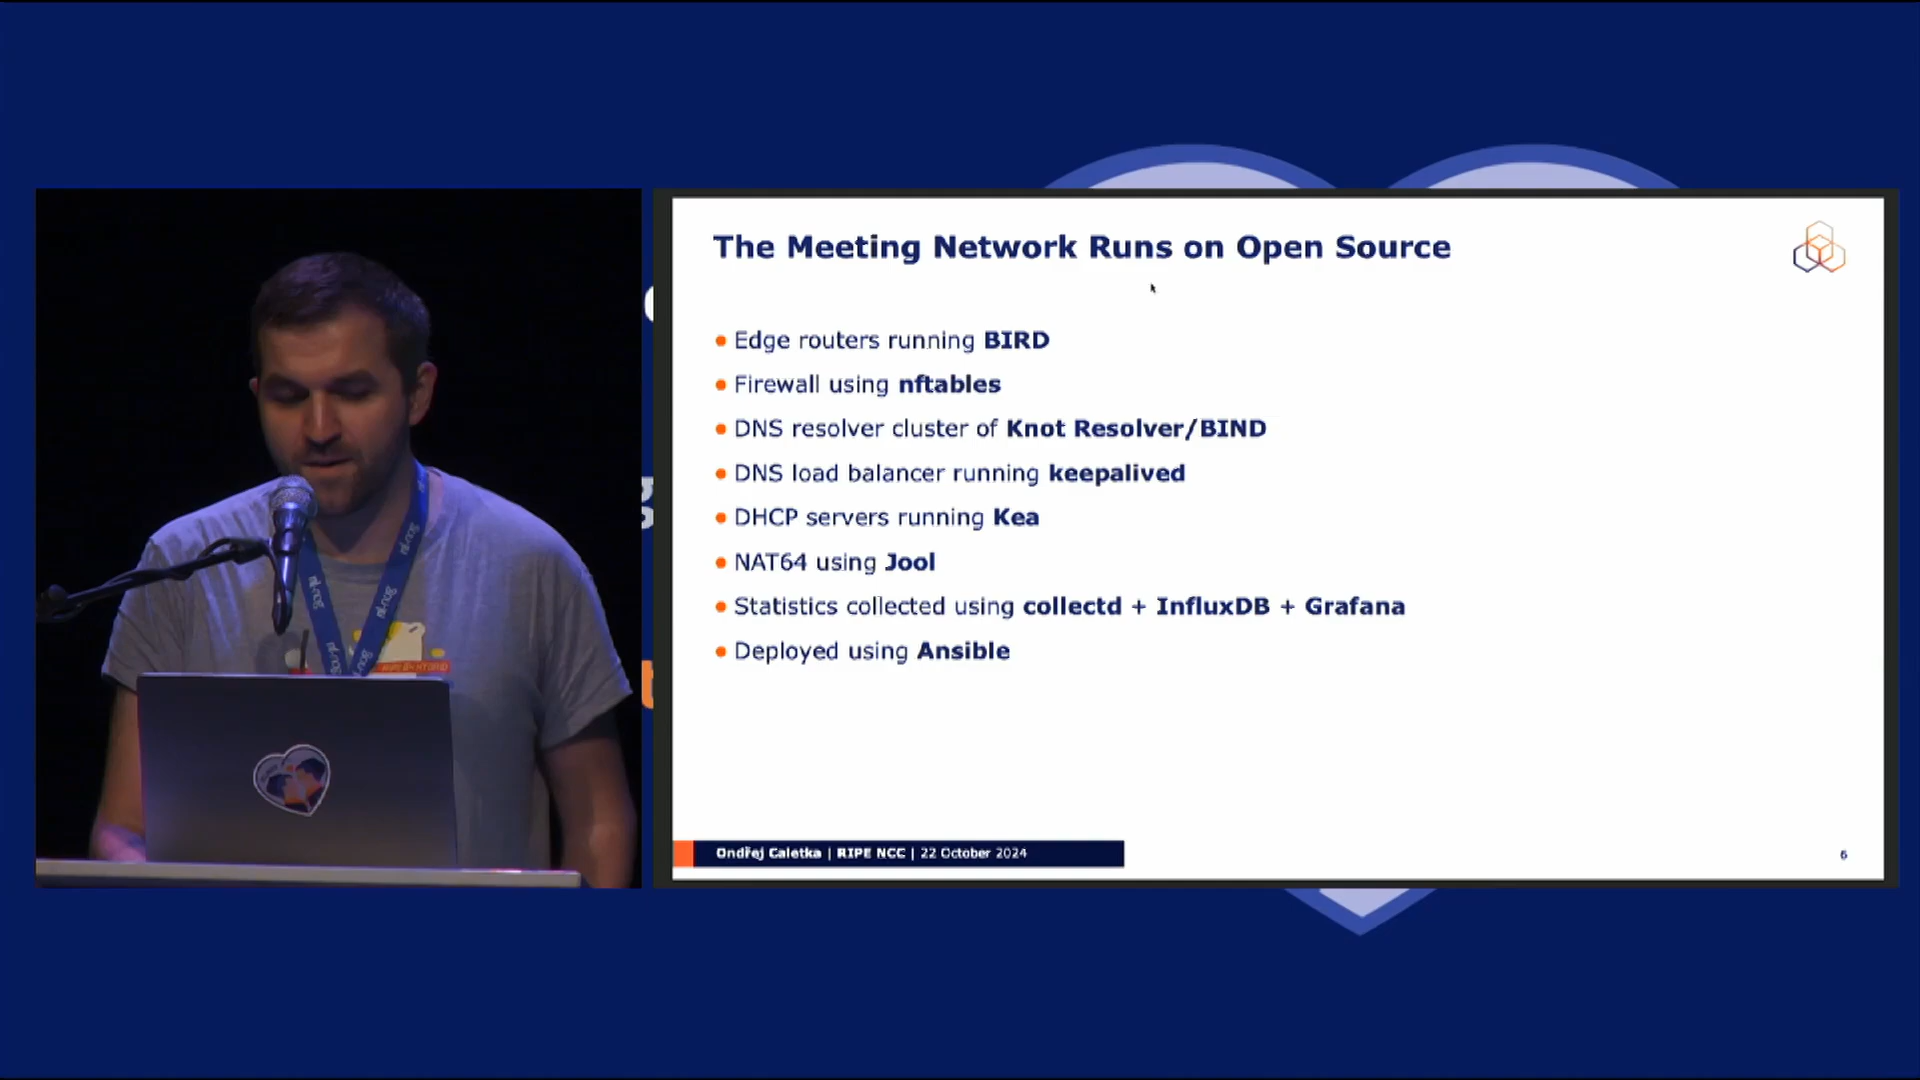 The Meeting Network Runs on Open Source
Edge routers running BIRD
Firewall using nftables
DNS resolver cluster of Knot Resolver/BIND
DNS load balancer running keepalived
DHCP servers running Kea
NAT64 using Jool
Statistics collected using collectd + InfluxDB + Grafana
Deployed using Ansible
Ondřej Caletka | RIPE NCC | 22 October 2024
6